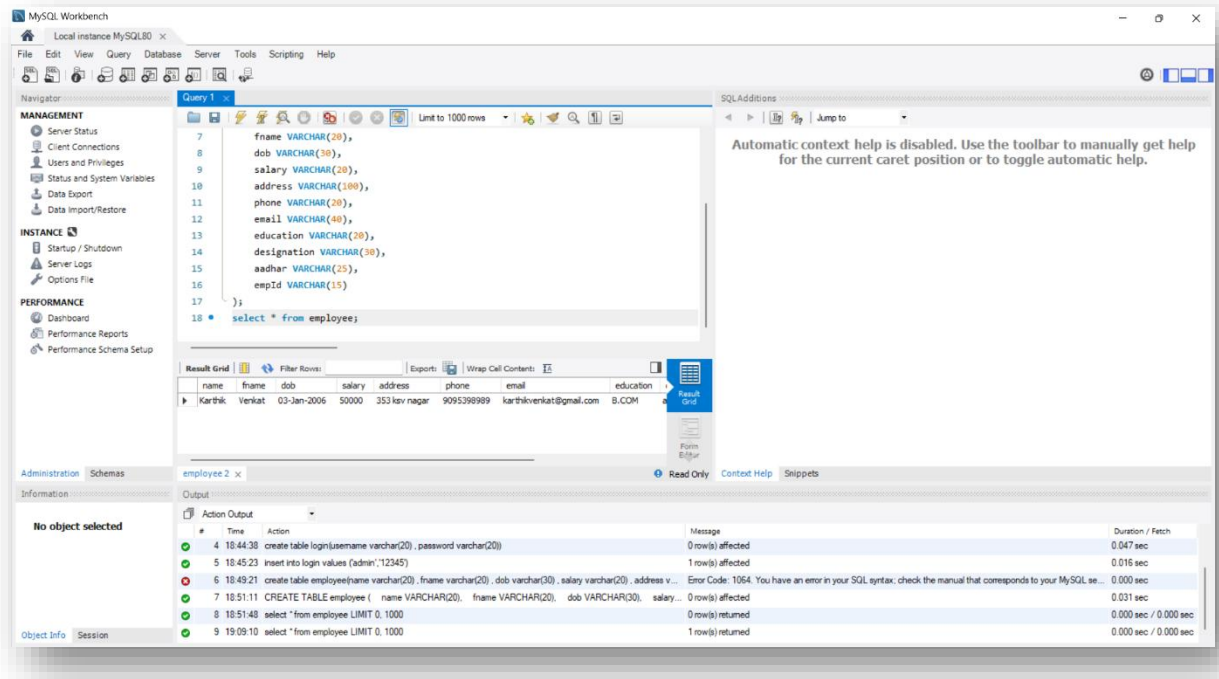 MySQL Workbench
Local instance MySQL80
File Edit View Query Database Server Tools Scripting Help
Navigator
MANAGEMENT
Server Status
Client Connections
Users and Privileges
Status and System Variables
Data Export
Data Import/Restore
INSTANCE
Startup / Shutdown
Server Logs
Options File
PERFORMANCE
Dashboard
Performance Reports
Performance Schema Setup
Administration Schemas
Query 1
Limit to 1000 rows
7 fname VARCHAR(20),
8 dob VARCHAR(30),
9 salary VARCHAR(20),
10 address VARCHAR(100),
11 phone VARCHAR(20),
12 email VARCHAR(40),
13 education VARCHAR(20),
14 designation VARCHAR(30),
15 aadhar VARCHAR(25),
16 empId VARCHAR(15)
17 );
18 select * from employee;
Result Grid Filter Rows: Export: Wrap Cell Content:
name fname dob salary address phone email education
Karthik Venkat 03-Jan-2006 50000 353 ksv nagar 9095398989 karthikvenkat@gmail.com B.COM a
Result
Grid
Form
Editor
employee 2 Read Only
SQLAdditions
Jump to
Automatic context help is disabled. Use the toolbar to manually get help
for the current caret position or to toggle automatic help.
Context Help Snippets
Information
No object selected
Object Info Session
Output
Action Output
# Time Action Message Duration / Fetch
4 18:44:38 create table login(username varchar(20) , password varchar(20)) 0 row(s) affected 0.047 sec
5 18:45:23 insert into login values ('admin','12345') 1 row(s) affected 0.016 sec
6 18:49:21 create table employee(name varchar(20) , fname varchar(20) , dob varchar(30) , salary varchar(20) , address v... Error Code: 1064. You have an error in your SQL syntax; check the manual that corresponds to your MySQL se... 0.000 sec
7 18:51:11 CREATE TABLE employee ( name VARCHAR(20), fname VARCHAR(20), dob VARCHAR(30), salary... 0 row(s) affected 0.031 sec
8 18:51:48 select * from employee LIMIT 0, 1000 0 row(s) returned 0.000 sec / 0.000 sec
9 19:09:10 select * from employee LIMIT 0, 1000 1 row(s) returned 0.000 sec / 0.000 sec